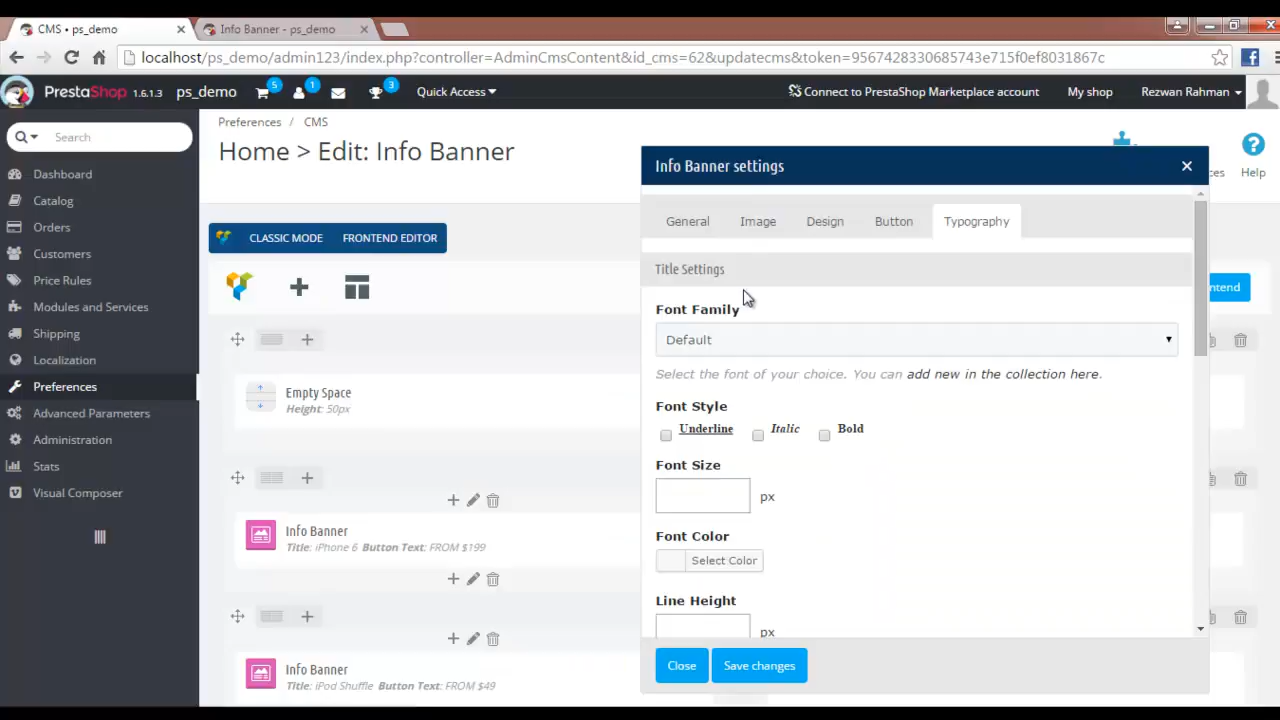 CMS • ps_demo
Info Banner - ps_demo
localhost/ps_demo/admin123/index.php?controller=AdminCmsContent&id_cms=62&updatecms&token=9567428330685743e715f0ef8031867c
PrestaShop 1.6.1.3 ps_demo 5 1 3 Quick Access Connect to PrestaShop Marketplace account My shop Rezwan Rahman
Search
Dashboard
Catalog
Orders
Customers
Price Rules
Modules and Services
Shipping
Localization
Preferences
Advanced Parameters
Administration
Stats
Visual Composer
Preferences / CMS
Home > Edit: Info Banner
ces Help
CLASSIC MODE FRONTEND EDITOR
ntend
Empty Space
Height: 50px
Info Banner
Title: iPhone 6 Button Text: FROM $199
Info Banner
Title: iPod Shuffle Button Text: FROM $49
Info Banner settings
General Image Design Button Typography
Title Settings
Font Family
Default
Select the font of your choice. You can add new in the collection here.
Font Style
Underline Italic Bold
Font Size
px
Font Color
Select Color
Line Height
px
Close Save changes